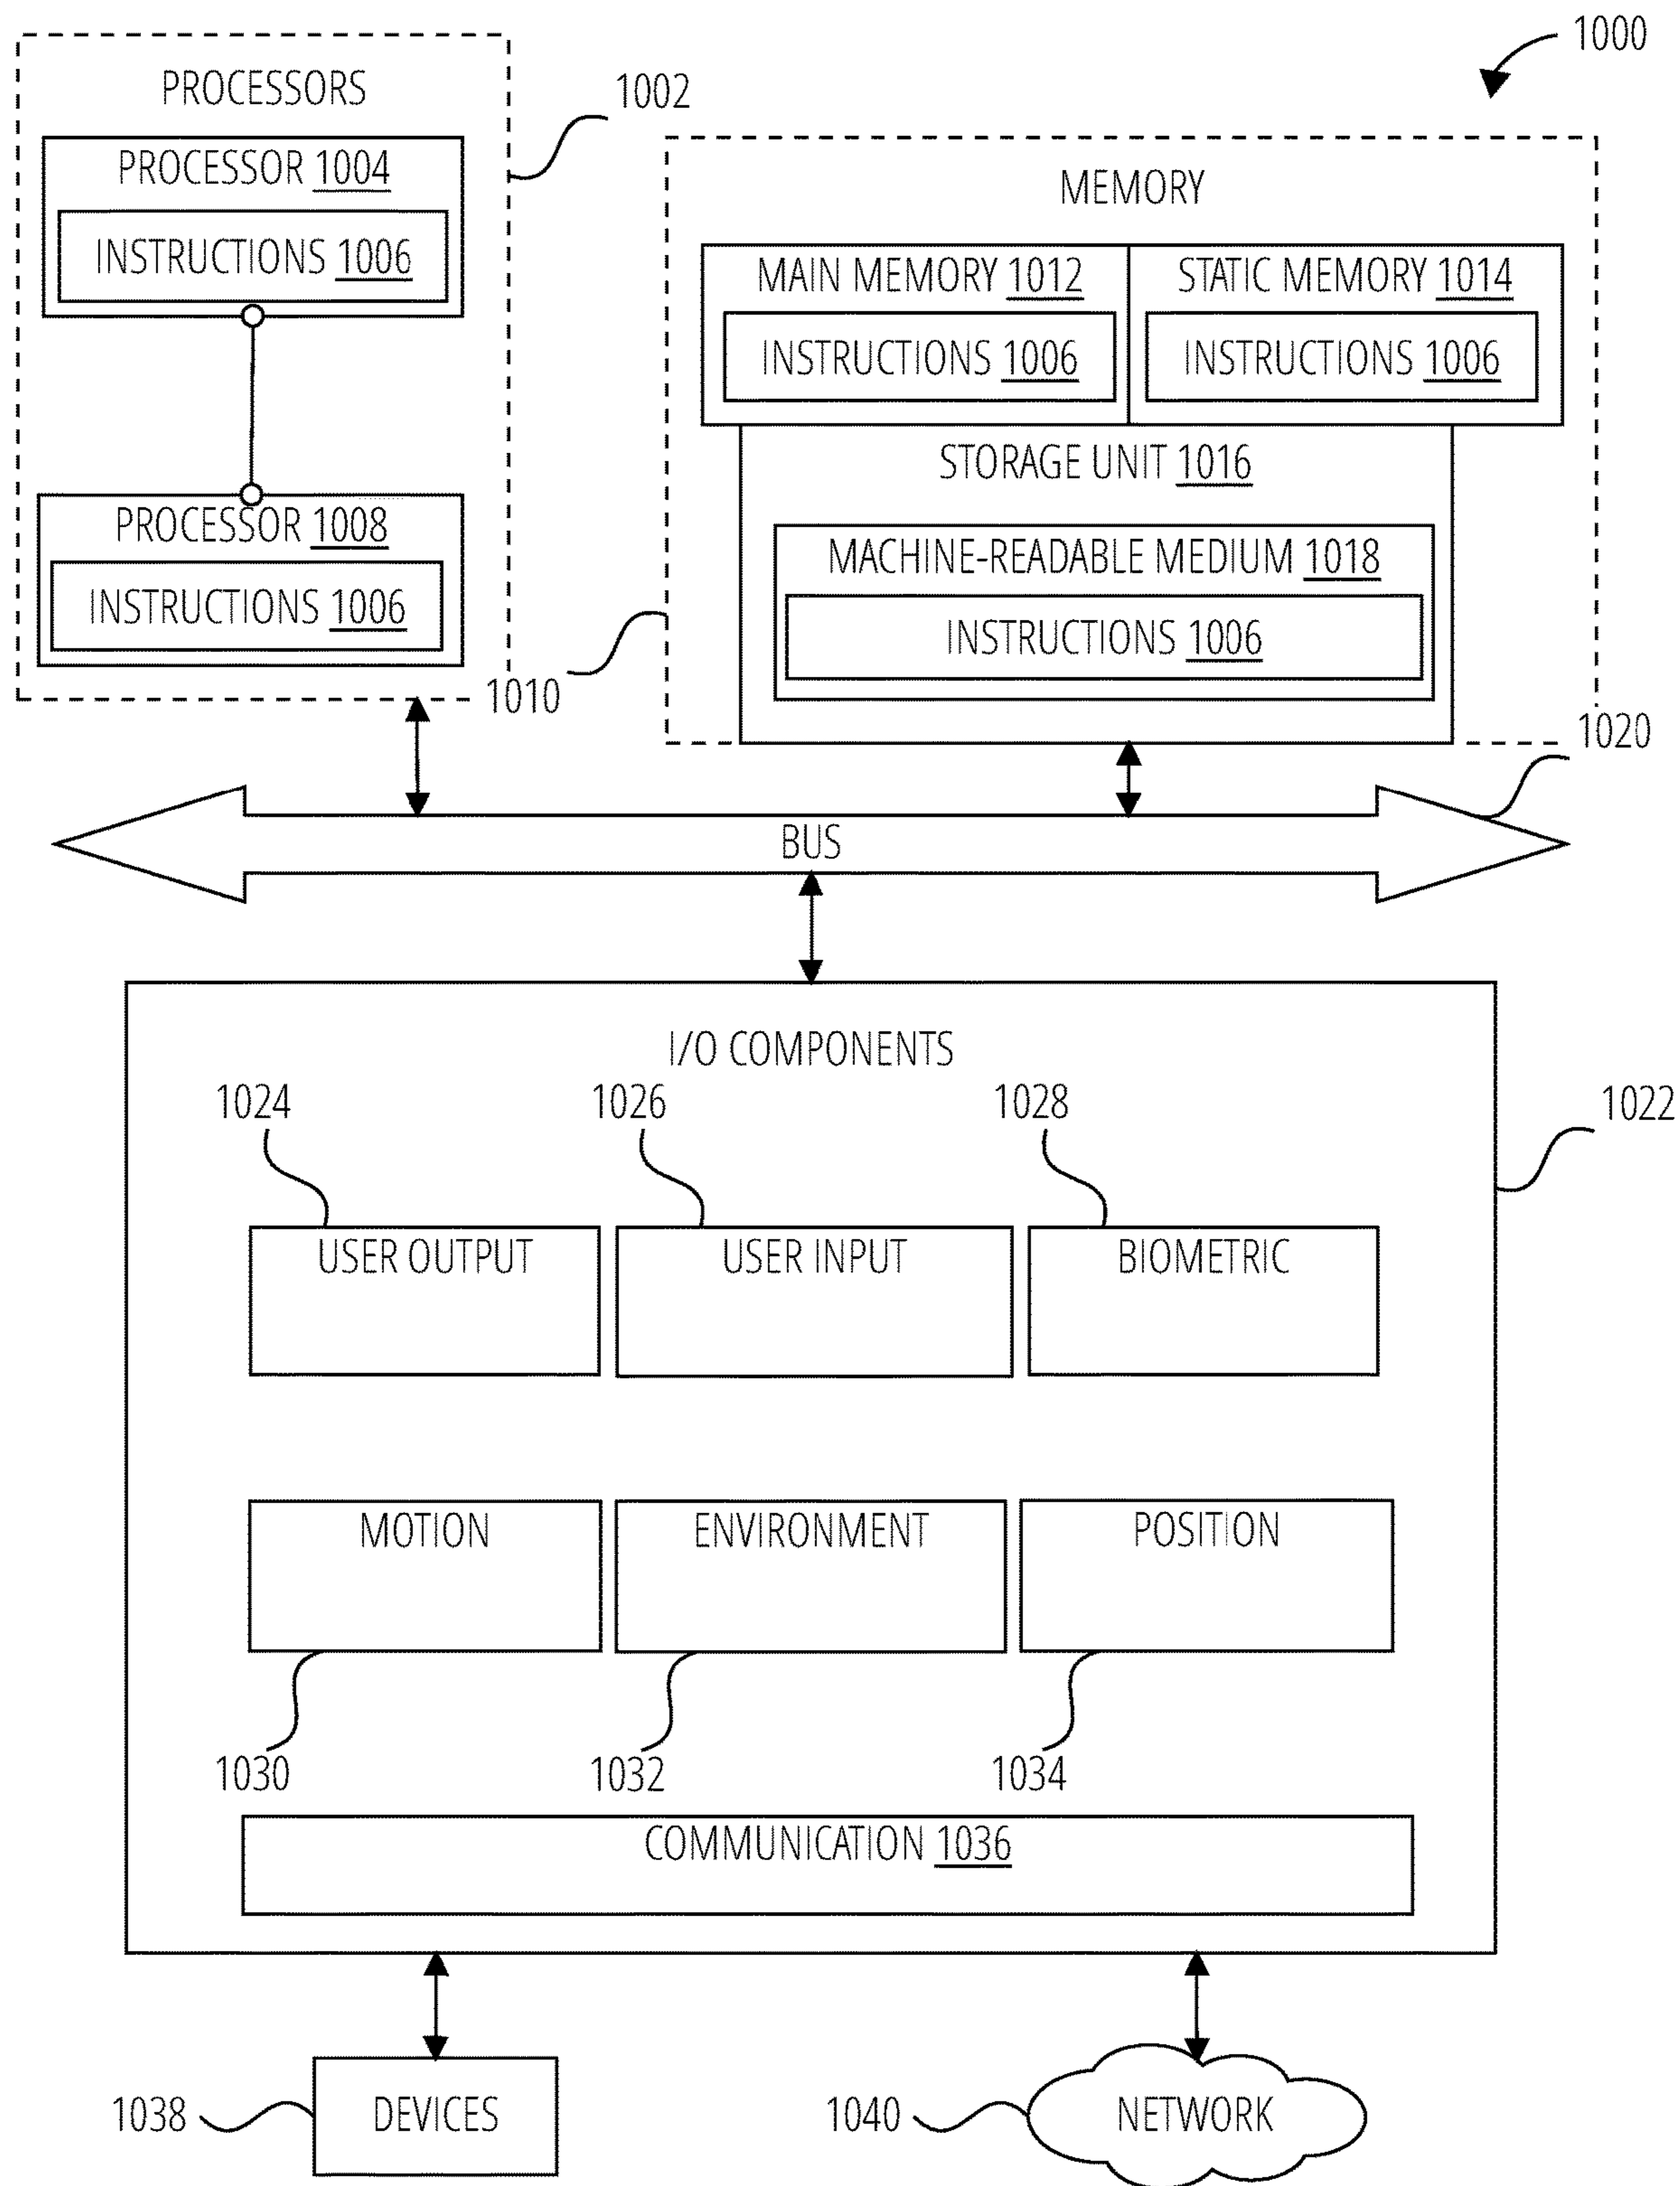 1000
PROCESSORS
1002
PROCESSOR 1004
INSTRUCTIONS 1006
PROCESSOR 1008
INSTRUCTIONS 1006
1010
MEMORY
MAIN MEMORY 1012
INSTRUCTIONS 1006
STATIC MEMORY 1014
INSTRUCTIONS 1006
STORAGE UNIT 1016
MACHINE-READABLE MEDIUM 1018
INSTRUCTIONS 1006
1020
BUS
I/O COMPONENTS
1022
1024
1026
1028
USER OUTPUT
USER INPUT
BIOMETRIC
MOTION
ENVIRONMENT
POSITION
1030
1032
1034
COMMUNICATION 1036
1038
DEVICES
1040
NETWORK